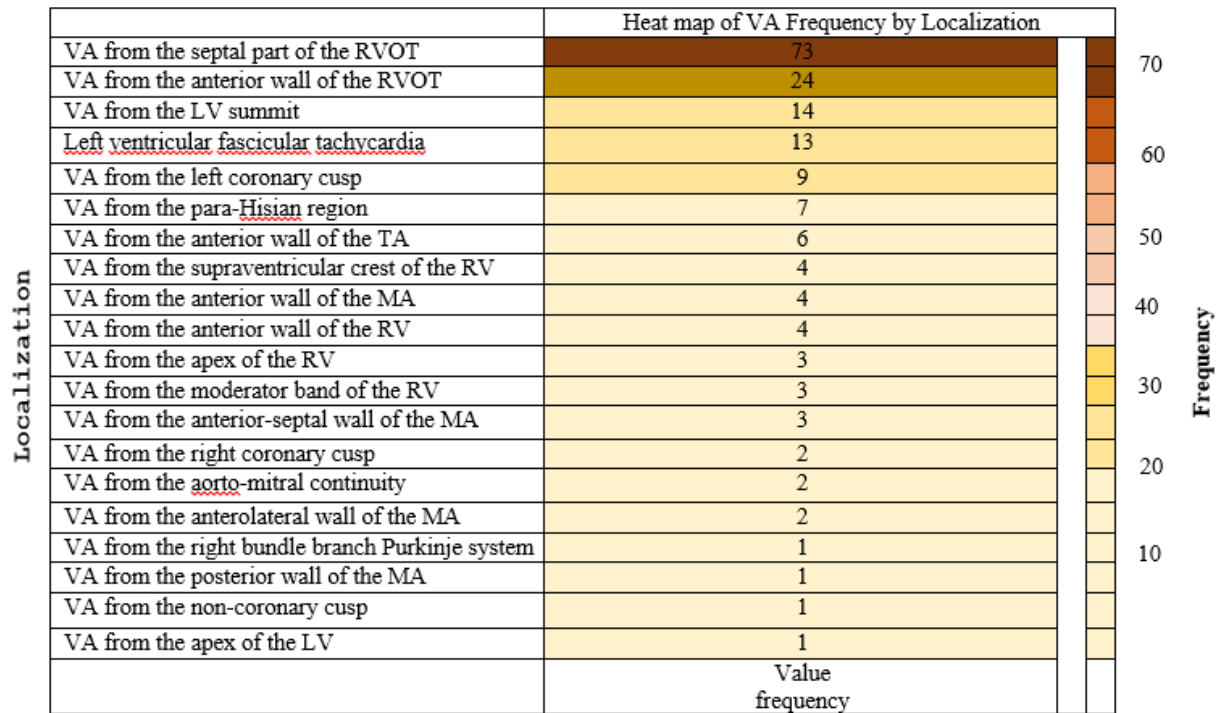 Heat map of VA Frequency by Localization
VA from the septal part of the RVOT 73
VA from the anterior wall of the RVOT 24
VA from the LV summit 14
Left ventricular fascicular tachycardia 13
VA from the left coronary cusp 9
VA from the para-Hisian region 7
VA from the anterior wall of the TA 6
VA from the supraventricular crest of the RV 4
VA from the anterior wall of the MA 4
VA from the anterior wall of the RV 4
VA from the apex of the RV 3
VA from the moderator band of the RV 3
VA from the anterior-septal wall of the MA 3
VA from the right coronary cusp 2
VA from the aorto-mitral continuity 2
VA from the anterolateral wall of the MA 2
VA from the right bundle branch Purkinje system 1
VA from the posterior wall of the MA 1
VA from the non-coronary cusp 1
VA from the apex of the LV 1
Value
frequency
Localization
70
60
50
40
30
20
10
Frequency